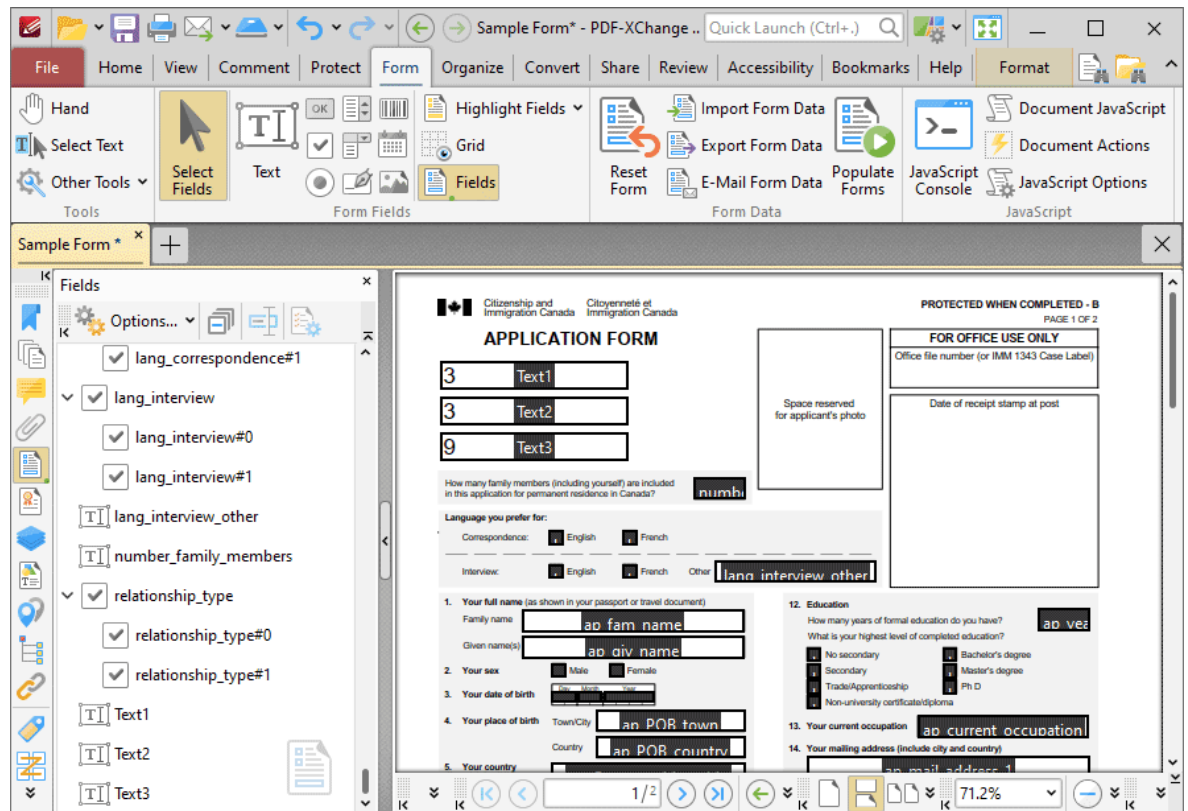 Sample Form* - PDF-XChange ..
Quick Launch (Ctrl+.)
File Home View Comment Protect Form Organize Convert Share Review Accessibility Bookmarks Help Format
Hand
Select Text
Other Tools
Tools
Select Fields
Text
OK
Highlight Fields
Grid
Fields
Form Fields
Reset Form
Import Form Data
Export Form Data
E-Mail Form Data
Populate Forms
Form Data
JavaScript Console
Document JavaScript
Document Actions
JavaScript Options
JavaScript
Sample Form *
Fields
Options...
lang_correspondence#1
lang_interview
lang_interview#0
lang_interview#1
lang_interview_other
number_family_members
relationship_type
relationship_type#0
relationship_type#1
Text1
Text2
Text3
Citizenship and Immigration Canada
Citoyenneté et Immigration Canada
PROTECTED WHEN COMPLETED - B
PAGE 1 OF 2
APPLICATION FORM
FOR OFFICE USE ONLY
Office file number (or IMM 1343 Case Label)
3 Text1
3 Text2
9 Text3
Space reserved
for applicant's photo
Date of receipt stamp at post
How many family members (including yourself) are included
in this application for permanent residence in Canada?
Language you prefer for:
Correspondence: English French
Interview: English French Other lang_interview_other
1. Your full name (as shown in your passport or travel document)
Family name ap_fam_name
Given name(s) ap_giv_name
2. Your sex Male Female
3. Your date of birth Day Month Year
4. Your place of birth Town/City ap_POB_town
Country ap_POB_country
5. Your country
12. Education
How many years of formal education do you have?
What is your highest level of completed education?
No secondary Bachelor's degree
Secondary Master's degree
Trade/Apprenticeship Ph D
Non-university certificate/diploma
13. Your current occupation ap_current_occupation
14. Your mailing address (include city and country)
ap_mail_address_1
1/2
71.2%